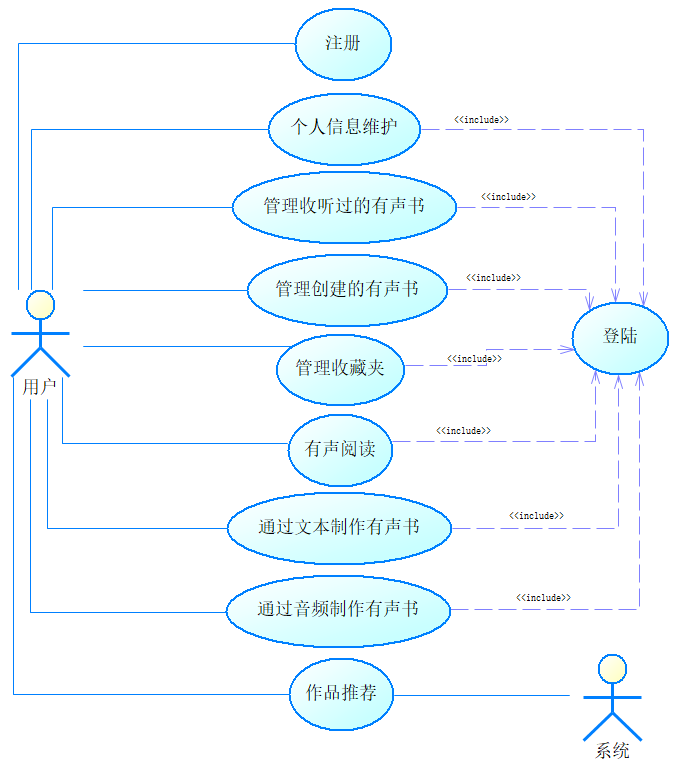 注册
个人信息维护
<<include>>
管理收听过的有声书
<<include>>
管理创建的有声书
<<include>>
登陆
管理收藏夹
<<include>>
用户
有声阅读
<<include>>
通过文本制作有声书
<<include>>
通过音频制作有声书
<<include>>
作品推荐
系统